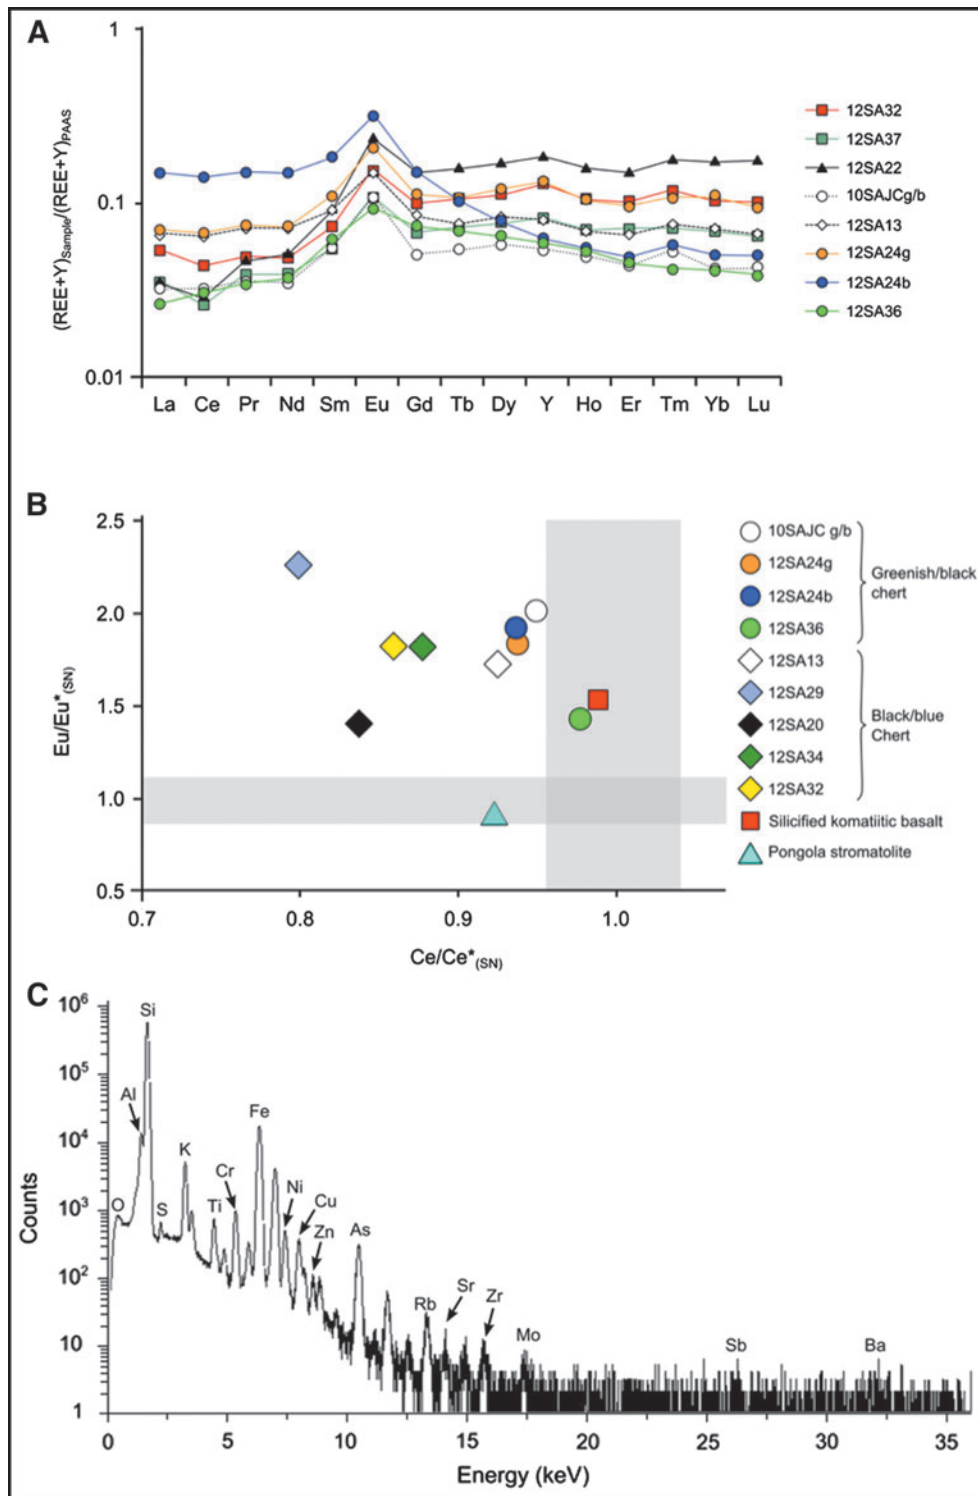 A
1
0.1
0.01
(REE+Y)Sample/(REE+Y)PAAS
La Ce Pr Nd Sm Eu Gd Tb Dy Y Ho Er Tm Yb Lu
12SA32
12SA37
12SA22
10SAJCg/b
12SA13
12SA24g
12SA24b
12SA36
B
2.5
2.0
1.5
1.0
0.5
Eu/Eu*(SN)
0.7 0.8 0.9 1.0
Ce/Ce*(SN)
10SAJC g/b
12SA24g
12SA24b
12SA36
Greenish/black
chert
12SA13
12SA29
12SA20
12SA34
12SA32
Black/blue
Chert
Silicified komatiitic basalt
Pongola stromatolite
C
10⁶
10⁵
10⁴
10³
10²
10
1
Counts
O Al Si S K Ti Cr Fe Ni Cu Zn As Rb Sr Zr Mo Sb Ba
0 5 10 15 20 25 30 35
Energy (keV)